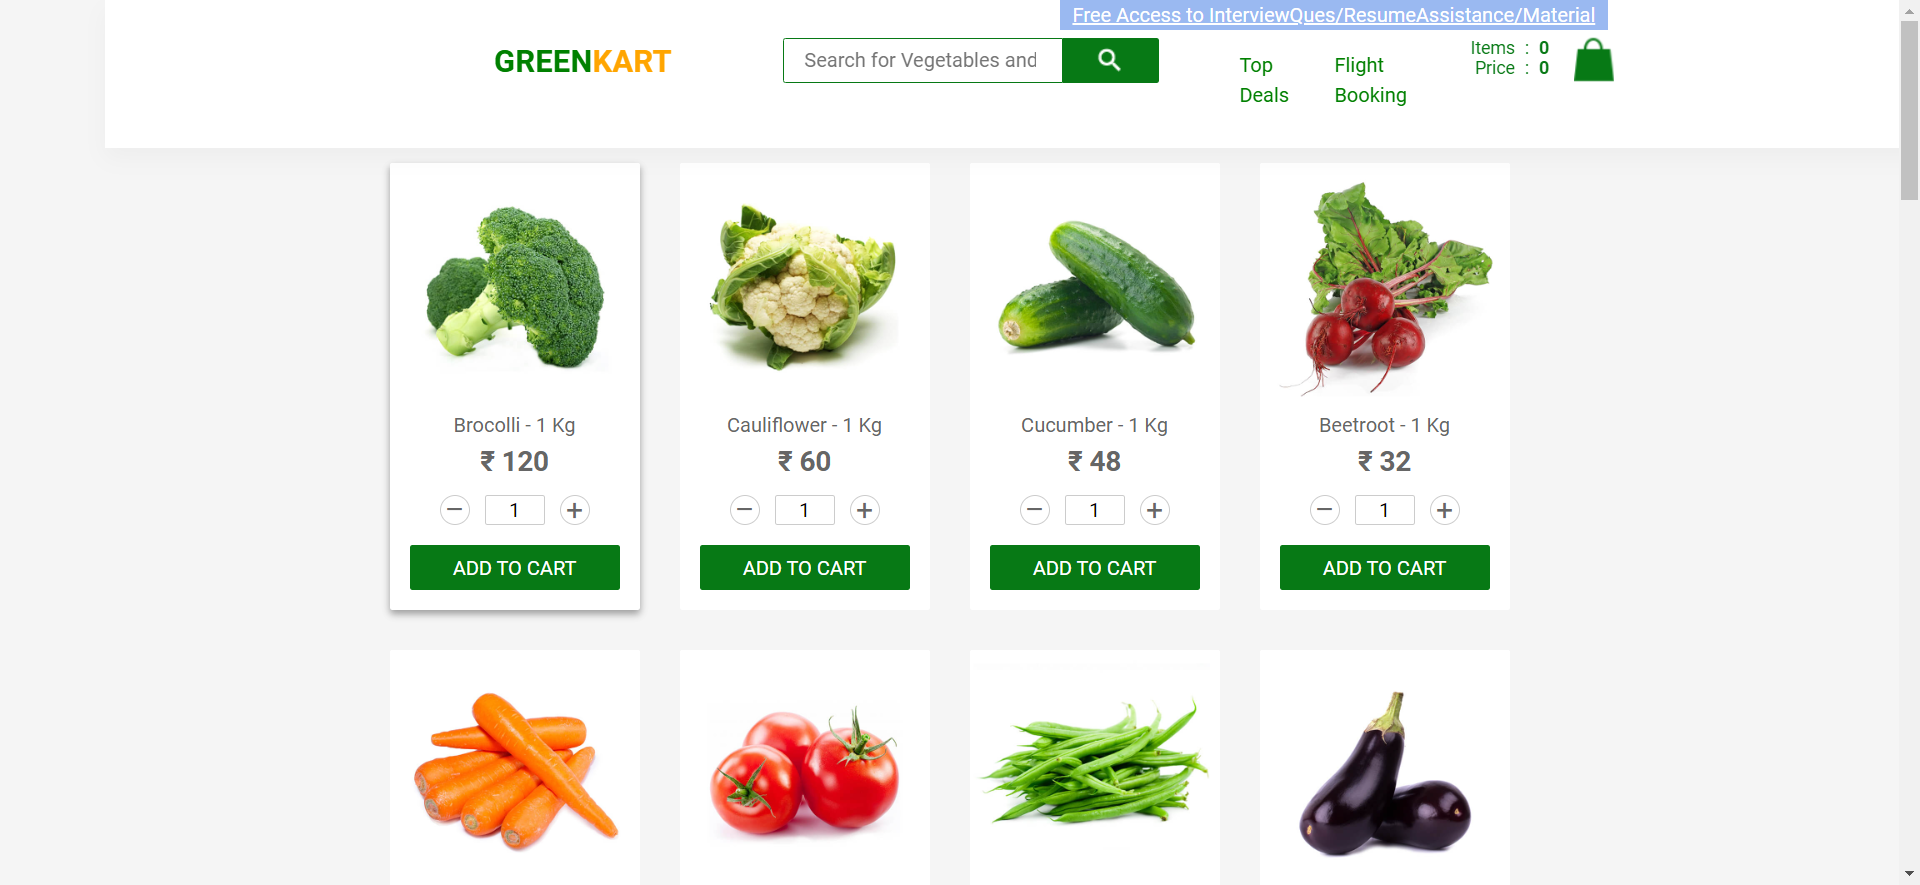 Free Access to InterviewQues/ResumeAssistance/Material
GREENKART
Search for Vegetables and
Top
Deals
Flight
Booking
Items : 0
Price : 0
Brocolli - 1 Kg
₹ 120
− 1 +
ADD TO CART
Cauliflower - 1 Kg
₹ 60
− 1 +
ADD TO CART
Cucumber - 1 Kg
₹ 48
− 1 +
ADD TO CART
Beetroot - 1 Kg
₹ 32
− 1 +
ADD TO CART